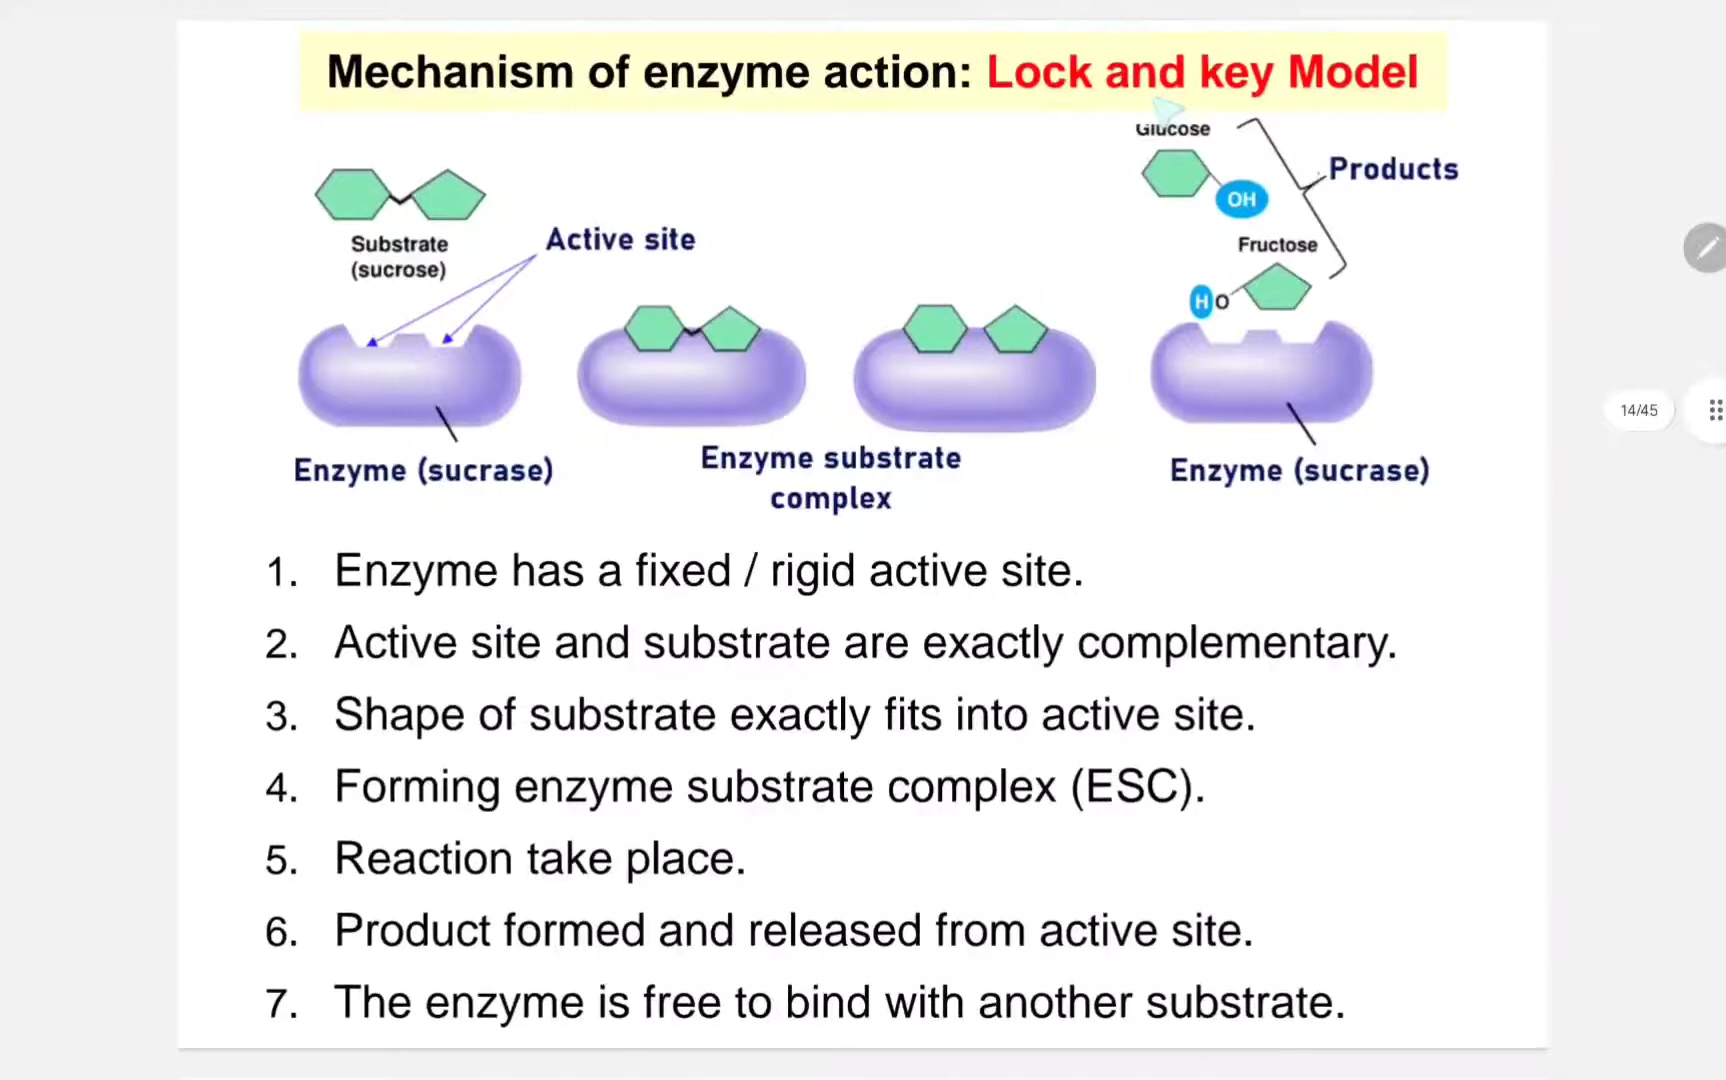 Mechanism of enzyme action: Lock and key Model
Glucose
Products
OH
Substrate
(sucrose)
Active site
Fructose
H O
Enzyme (sucrase)
Enzyme substrate
complex
Enzyme (sucrase)
14/45
1. Enzyme has a fixed / rigid active site.
2. Active site and substrate are exactly complementary.
3. Shape of substrate exactly fits into active site.
4. Forming enzyme substrate complex (ESC).
5. Reaction take place.
6. Product formed and released from active site.
7. The enzyme is free to bind with another substrate.